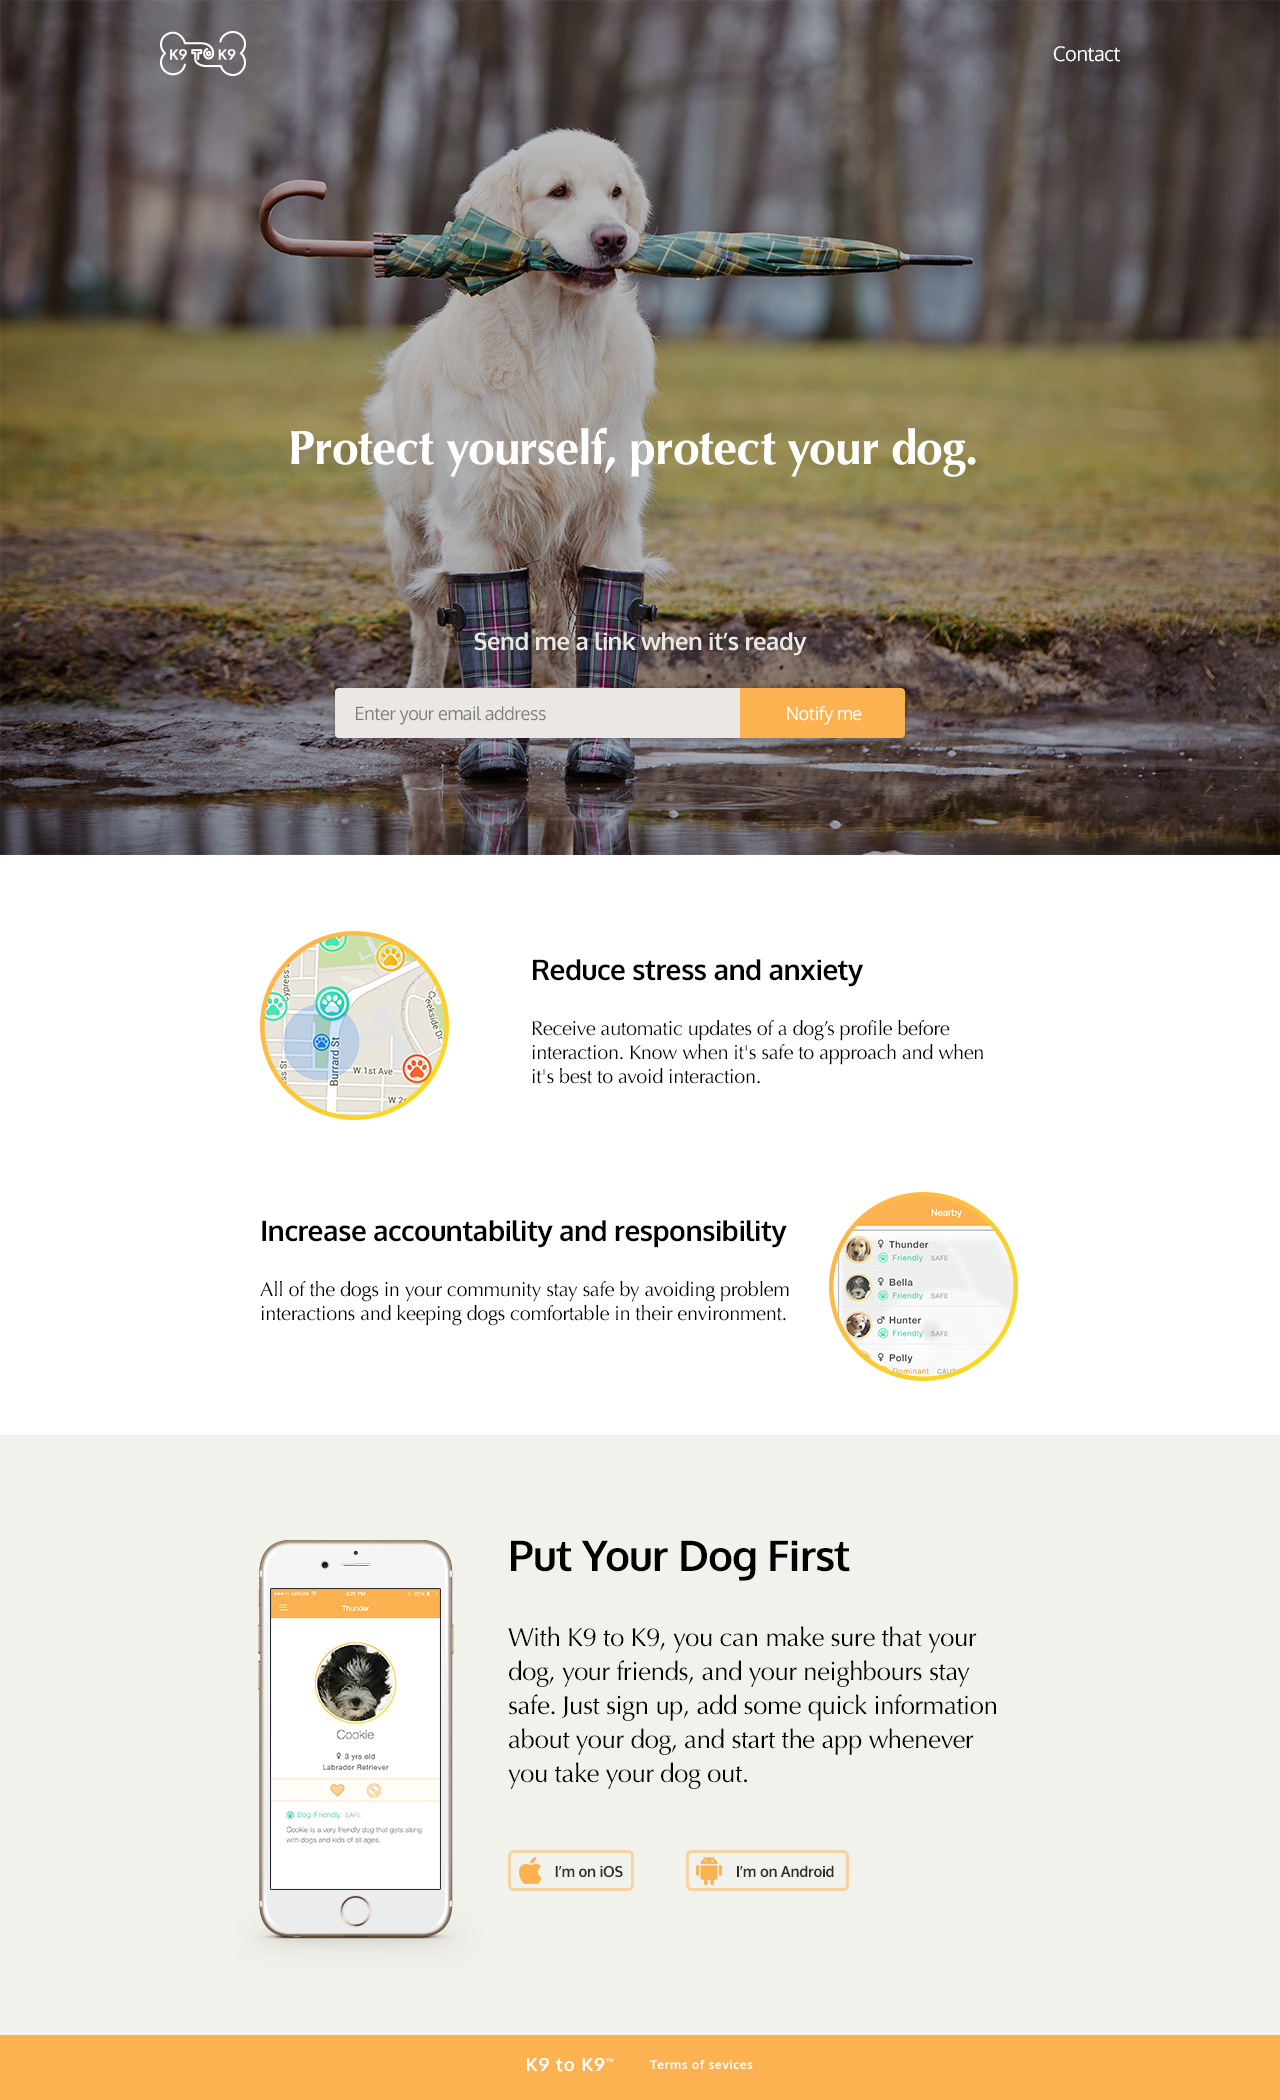 K9 TO K9
Contact
Protect yourself, protect your dog.
Send me a link when it's ready
Enter your email address
Notify me
Cypress S
Creekside Dr
Burrard St
W 1st Ave
ss St
W 2
Reduce stress and anxiety
Receive automatic updates of a dog's profile before
interaction. Know when it's safe to approach and when
it's best to avoid interaction.
Increase accountability and responsibility
All of the dogs in your community stay safe by avoiding problem
interactions and keeping dogs comfortable in their environment.
Nearby
♀ Thunder
Friendly SAFE
♀ Bella
Friendly SAFE
♂ Hunter
Friendly SAFE
♀ Polly
Dominant CAUT
VIRGIN 4:21 PM 22%
Thunder
Cookie
♀ 3 yrs old
Labrador Retriever
Dog-Friendly SAFE
Cookie is a very friendly dog that gets along
with dogs and kids of all ages.
Put Your Dog First
With K9 to K9, you can make sure that your
dog, your friends, and your neighbours stay
safe. Just sign up, add some quick information
about your dog, and start the app whenever
you take your dog out.
I'm on iOS
I'm on Android
K9 to K9™
Terms of sevices